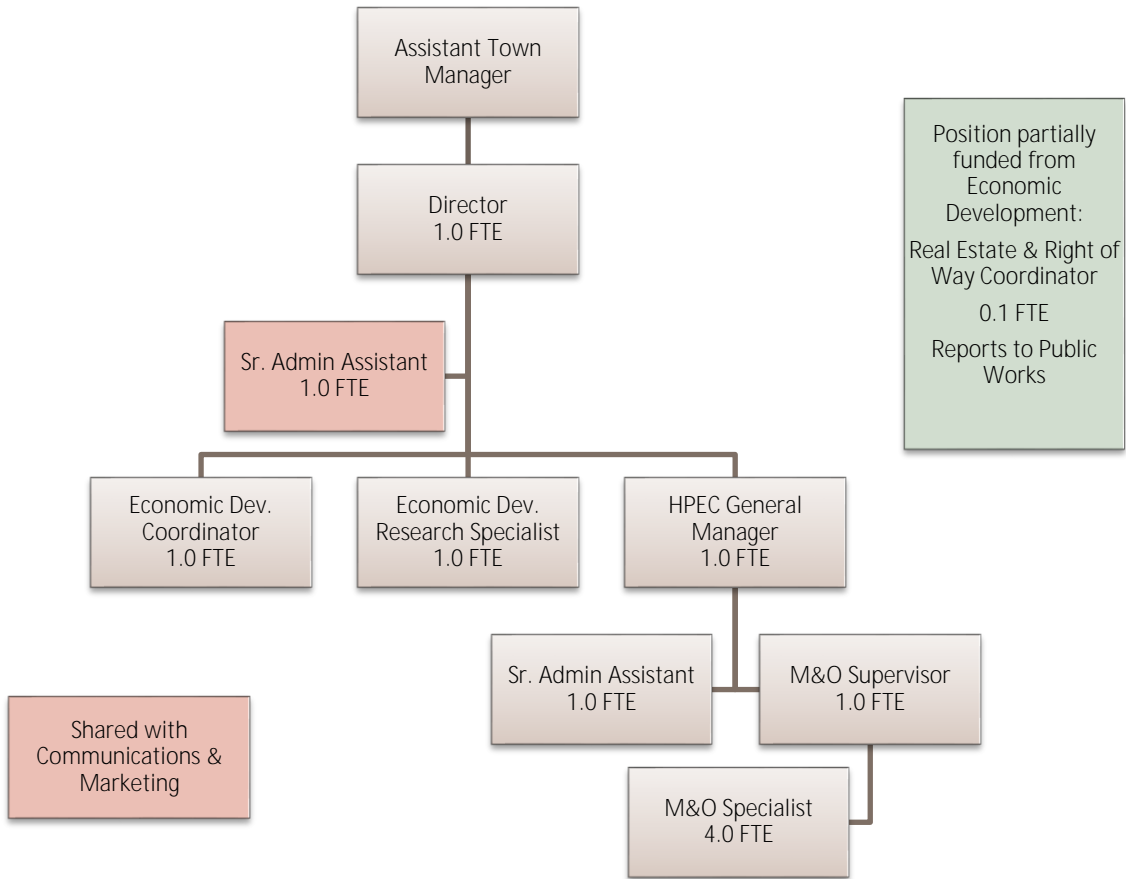 Assistant Town
Manager
Director
1.0 FTE
Position partially
funded from
Economic
Development:
Real Estate & Right of
Way Coordinator
0.1 FTE
Reports to Public
Works
Sr. Admin Assistant
1.0 FTE
Economic Dev.
Coordinator
1.0 FTE
Economic Dev.
Research Specialist
1.0 FTE
HPEC General
Manager
1.0 FTE
Sr. Admin Assistant
1.0 FTE
M&O Supervisor
1.0 FTE
Shared with
Communications &
Marketing
M&O Specialist
4.0 FTE